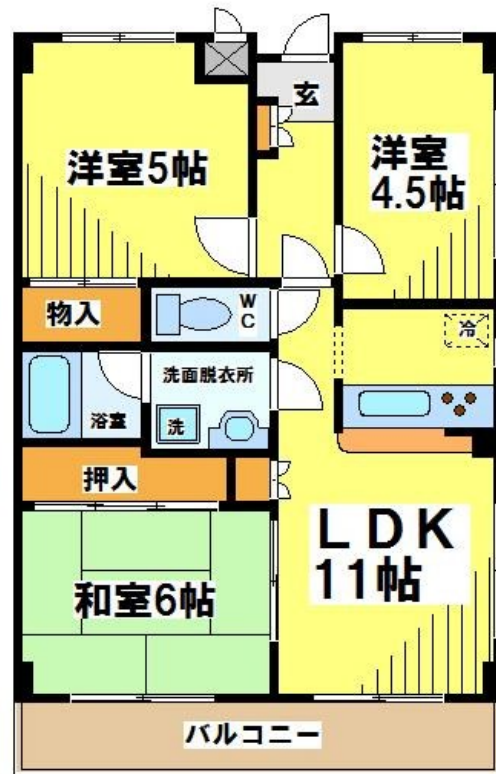 玄
洋室5帖
洋室
4.5帖
物入
WC
冷
洗面脱衣所
浴室
洗
押入
LDK
11帖
和室6帖
バルコニー